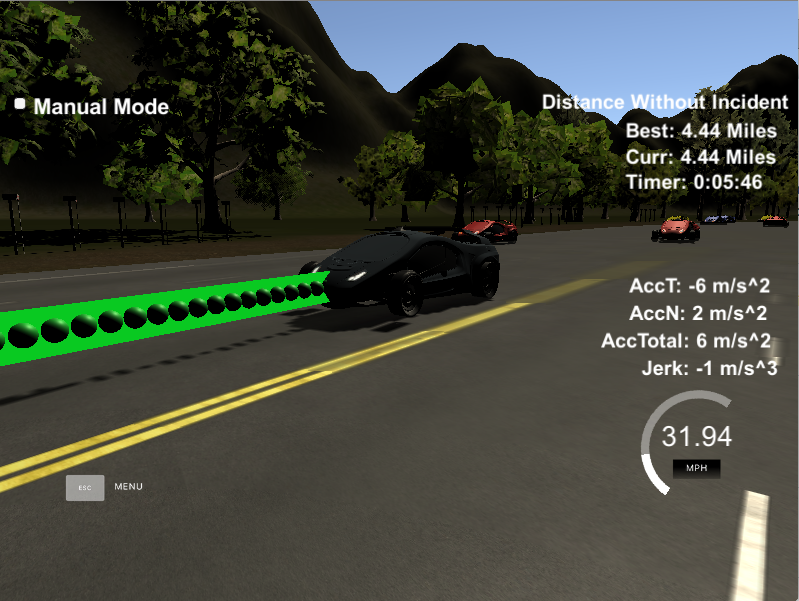 Manual Mode
Distance Without Incident
Best: 4.44 Miles
Curr: 4.44 Miles
Timer: 0:05:46
AccT: -6 m/s^2
AccN: 2 m/s^2
AccTotal: 6 m/s^2
Jerk: -1 m/s^3
31.94
MPH
ESC MENU